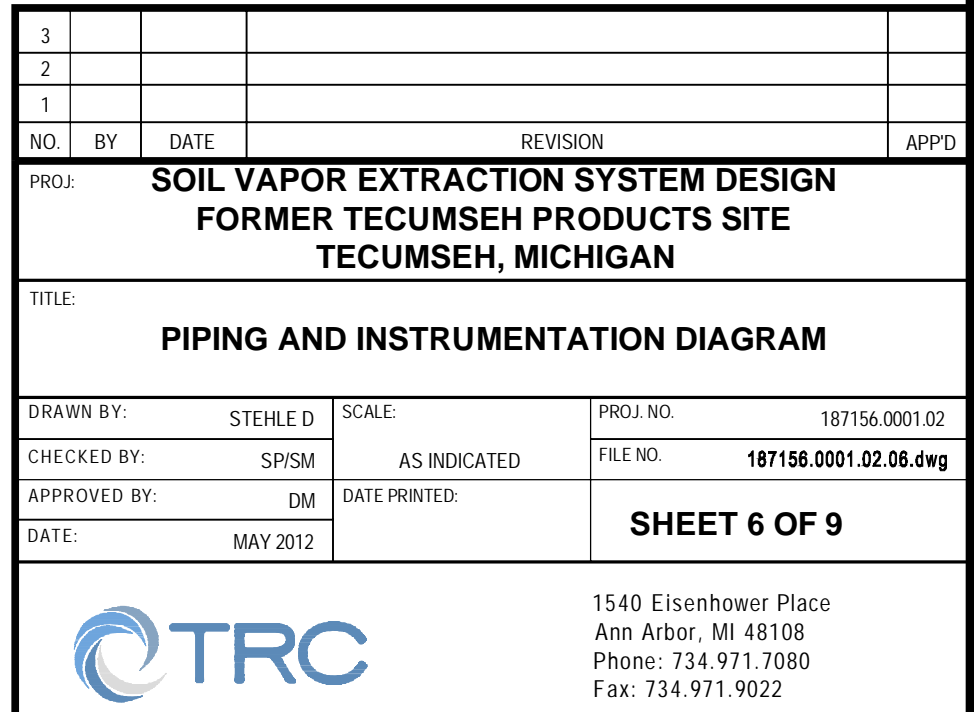 3
2
1
NO. BY DATE REVISION APP'D
PROJ: SOIL VAPOR EXTRACTION SYSTEM DESIGN
FORMER TECUMSEH PRODUCTS SITE
TECUMSEH, MICHIGAN
TITLE:
PIPING AND INSTRUMENTATION DIAGRAM
DRAWN BY: STEHLE D SCALE: PROJ. NO. 187156.0001.02
CHECKED BY: SP/SM AS INDICATED FILE NO. 187156.0001.02.06.dwg
APPROVED BY: DM DATE PRINTED:
SHEET 6 OF 9
DATE: MAY 2012
TRC
1540 Eisenhower Place
Ann Arbor, MI 48108
Phone: 734.971.7080
Fax: 734.971.9022